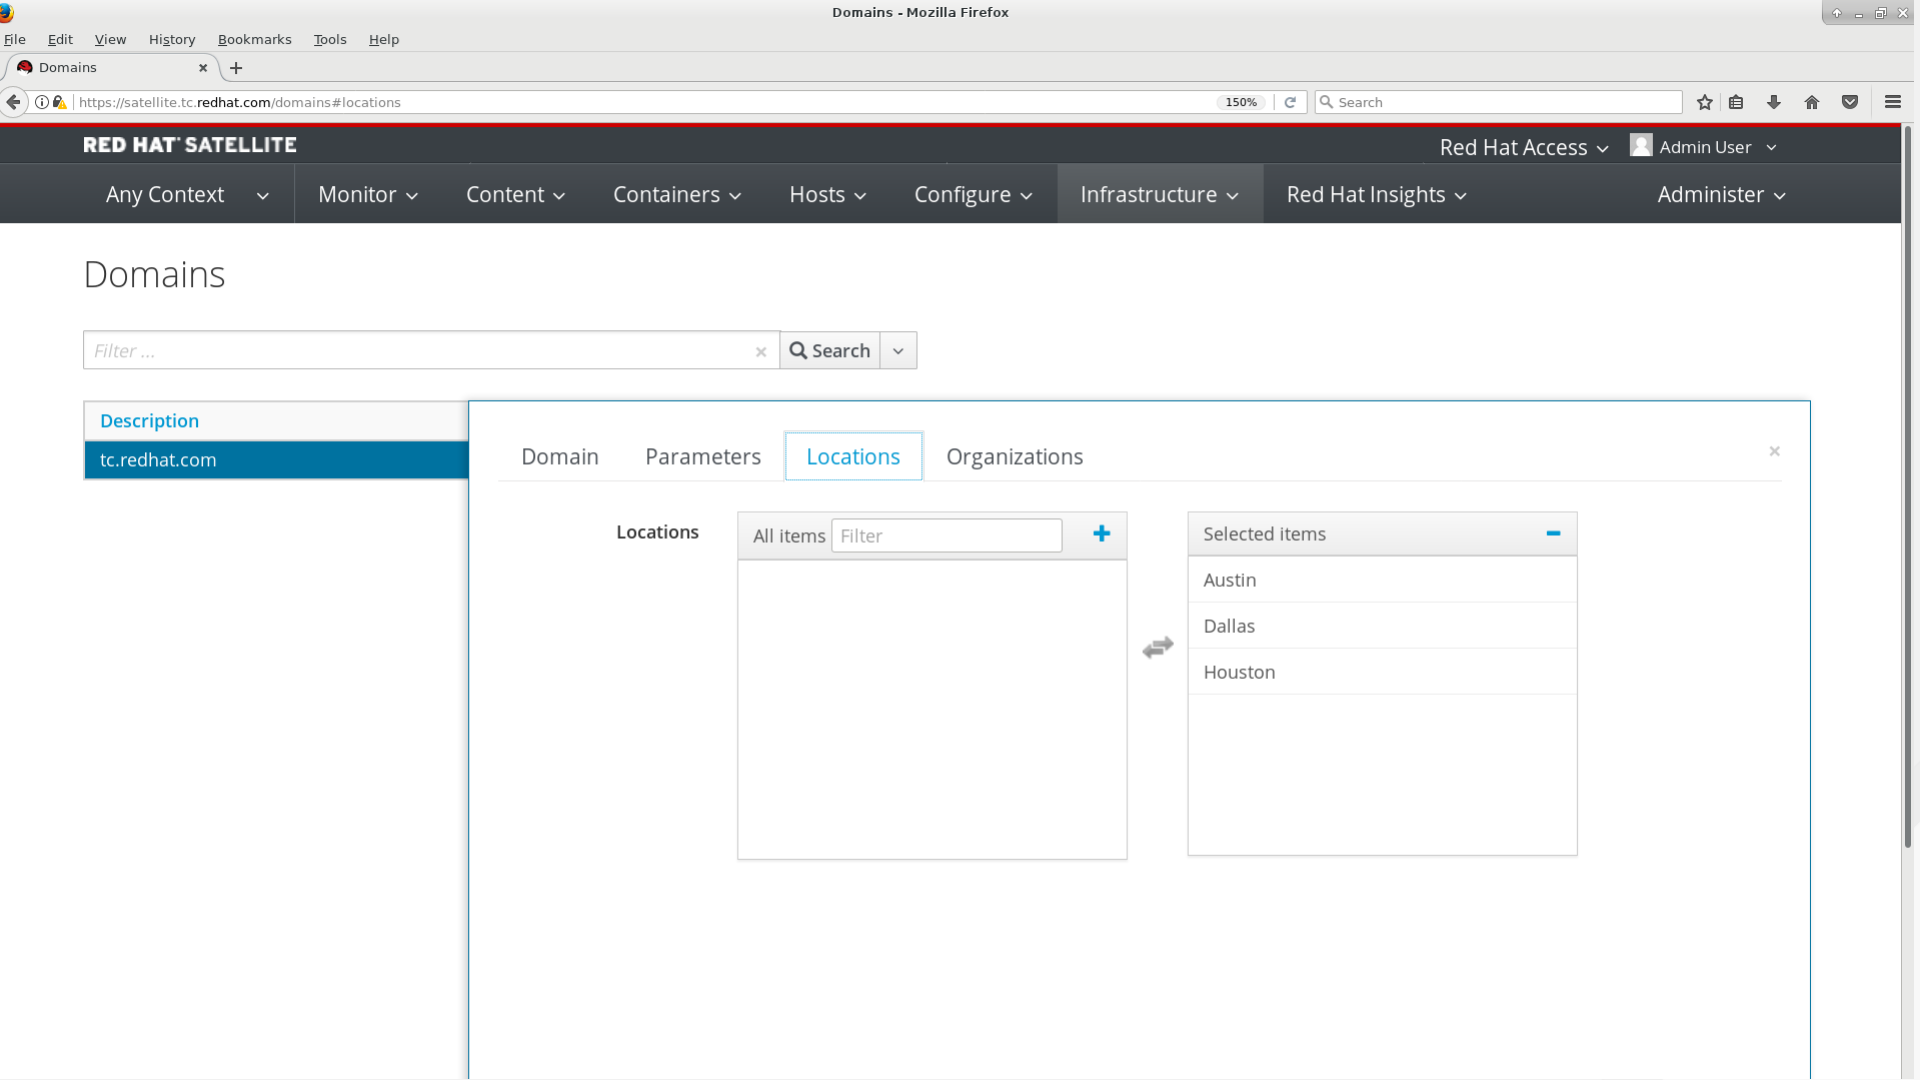 Domains - Mozilla Firefox
File Edit View History Bookmarks Tools Help
Domains
https://satellite.tc.redhat.com/domains#locations 150% Search
RED HAT SATELLITE Red Hat Access Admin User
Any Context Monitor Content Containers Hosts Configure Infrastructure Red Hat Insights Administer
Domains
Filter ... Search
Description
tc.redhat.com
Domain Parameters Locations Organizations
Locations All items Filter Selected items
Austin
Dallas
Houston